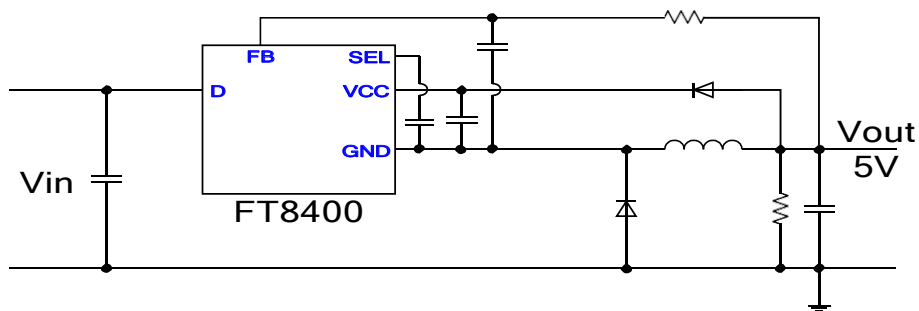 FB
SEL
D
VCC
GND
Vin
FT8400
Vout
5V